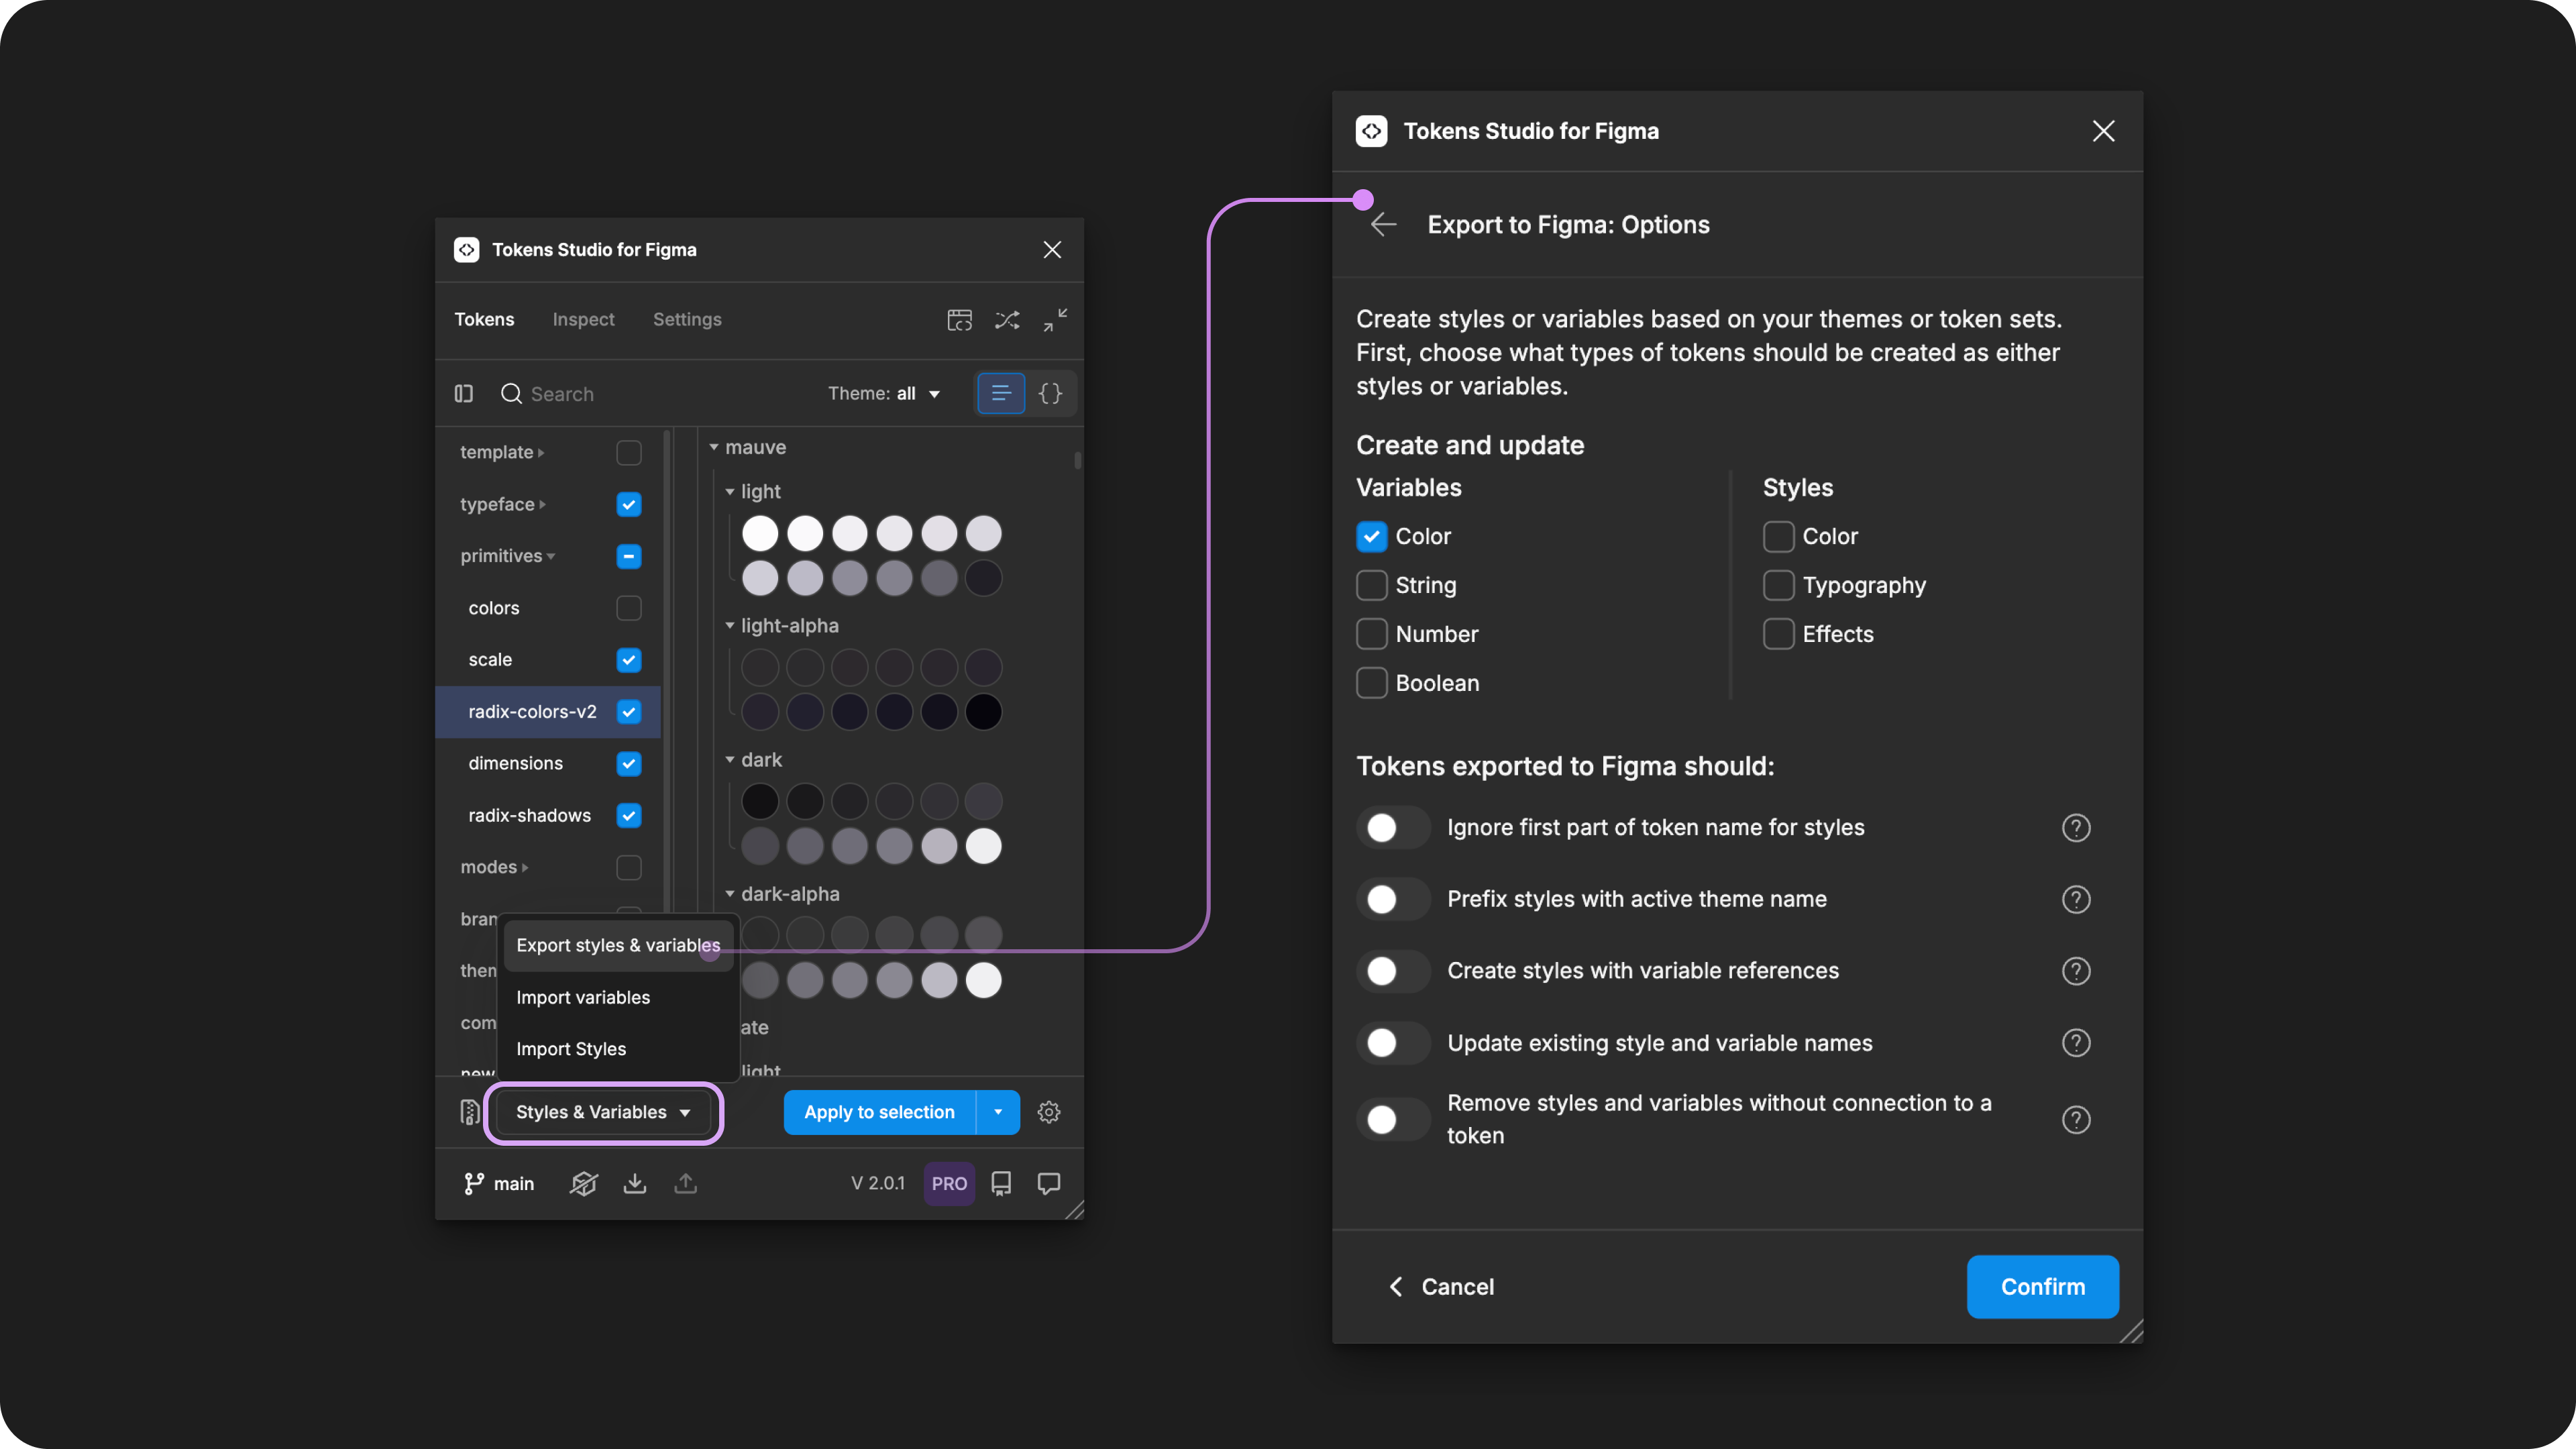 Tokens Studio for Figma
Tokens
Inspect
Settings
Search
Theme: all
template
typeface
primitives
colors
scale
radix-colors-v2
dimensions
radix-shadows
modes
bran
them
com
new
mauve
light
light-alpha
dark
dark-alpha
ate
light
Export styles & variables
Import variables
Import Styles
Styles & Variables
Apply to selection
main
V 2.0.1
PRO
Tokens Studio for Figma
Export to Figma: Options
Create styles or variables based on your themes or token sets.
First, choose what types of tokens should be created as either
styles or variables.
Create and update
Variables
Color
String
Number
Boolean
Styles
Color
Typography
Effects
Tokens exported to Figma should:
Ignore first part of token name for styles
Prefix styles with active theme name
Create styles with variable references
Update existing style and variable names
Remove styles and variables without connection to a
token
Cancel
Confirm